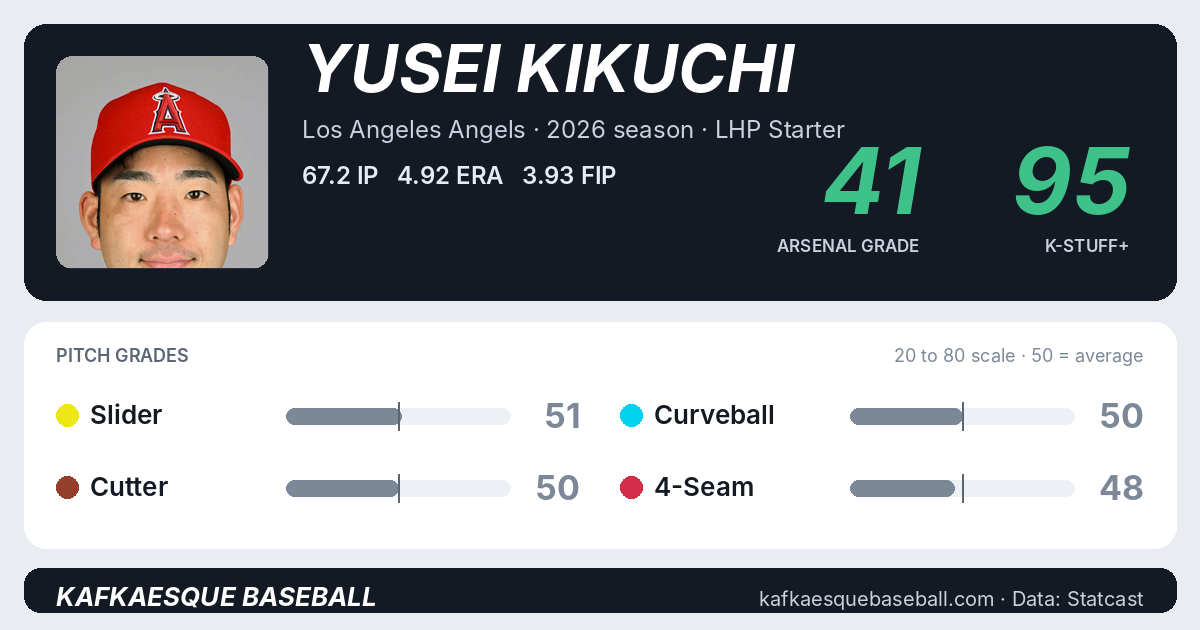 YUSEI KIKUCHI
Los Angeles Angels · 2026 season · LHP Starter
67.2 IP 4.92 ERA 3.93 FIP
41 95
ARSENAL GRADE K-STUFF+
PITCH GRADES 20 to 80 scale · 50 = average
Slider 51 Curveball 50
Cutter 50 4-Seam 48
KAFKAESQUE BASEBALL kafkaesquebaseball.com · Data: Statcast